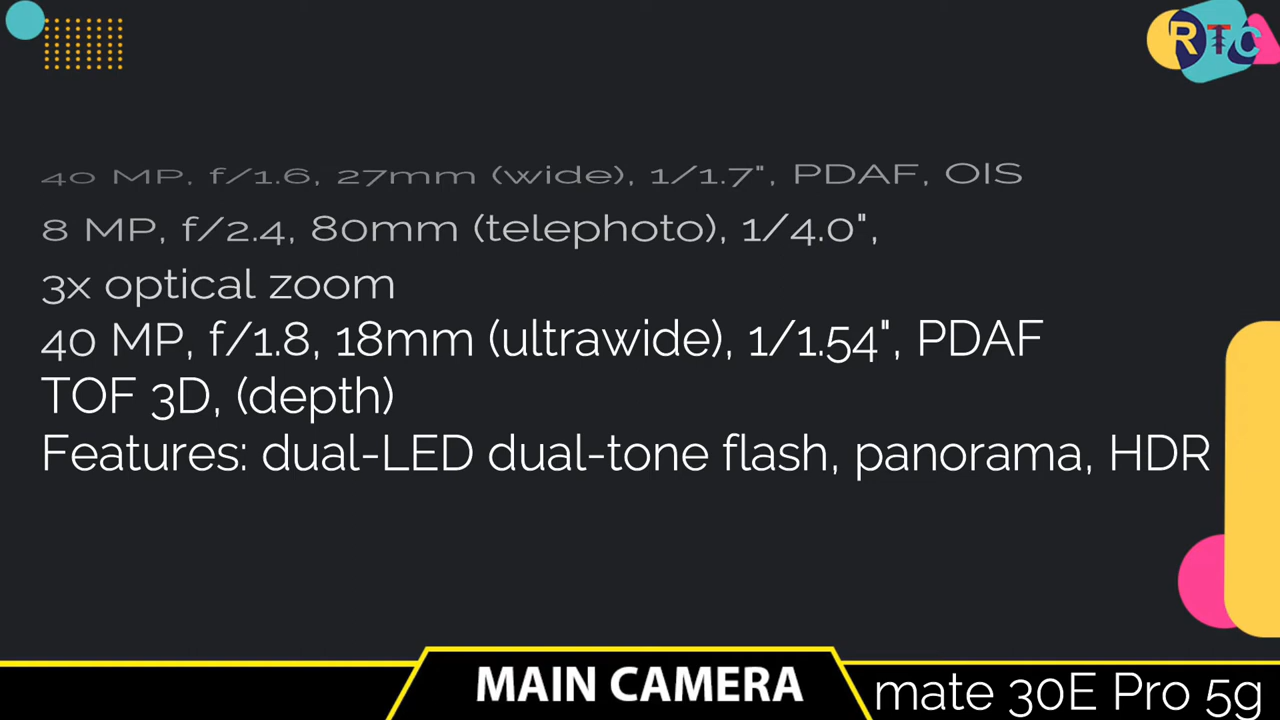 RTC
40 MP, f/1.6, 27mm (wide), 1/1.7", PDAF, OIS
8 MP, f/2.4, 80mm (telephoto), 1/4.0",
3x optical zoom
40 MP, f/1.8, 18mm (ultrawide), 1/1.54", PDAF
TOF 3D, (depth)
Features: dual-LED dual-tone flash, panorama, HDR
MAIN CAMERA
mate 30E Pro 5g